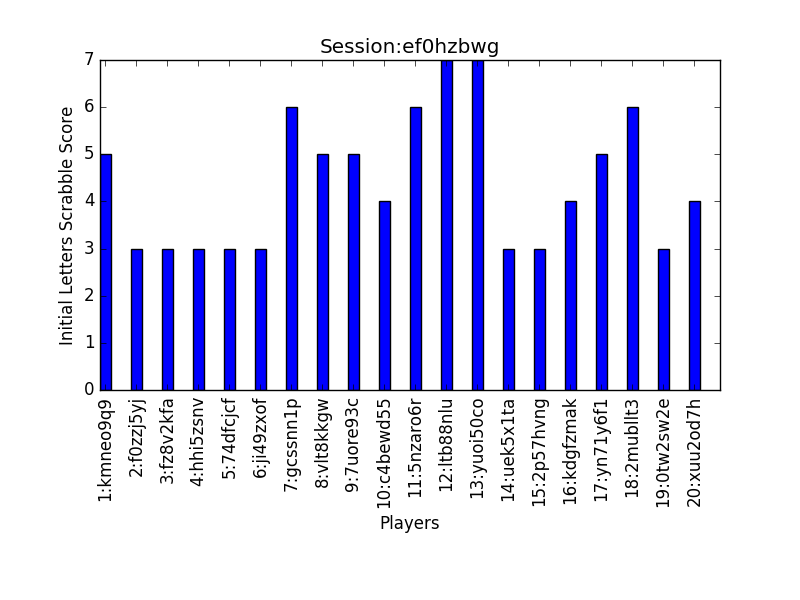 Session:ef0hzbwg
Initial Letters Scrabble Score
7
6
5
4
3
2
1
0
1:kmneo9q9
2:f0zzj5yj
3:fz8v2kfa
4:hhi5zsnv
5:74dfcjcf
6:ji49zxof
7:gcssnn1p
8:vlt8kkgw
9:7uore93c
10:c4bewd55
11:5nzaro6r
12:ltb88nlu
13:yuoi50co
14:uek5x1ta
15:2p57hvng
16:kdgfzmak
17:yn71y6f1
18:2mubllt3
19:0tw2sw2e
20:xuu2od7h
Players